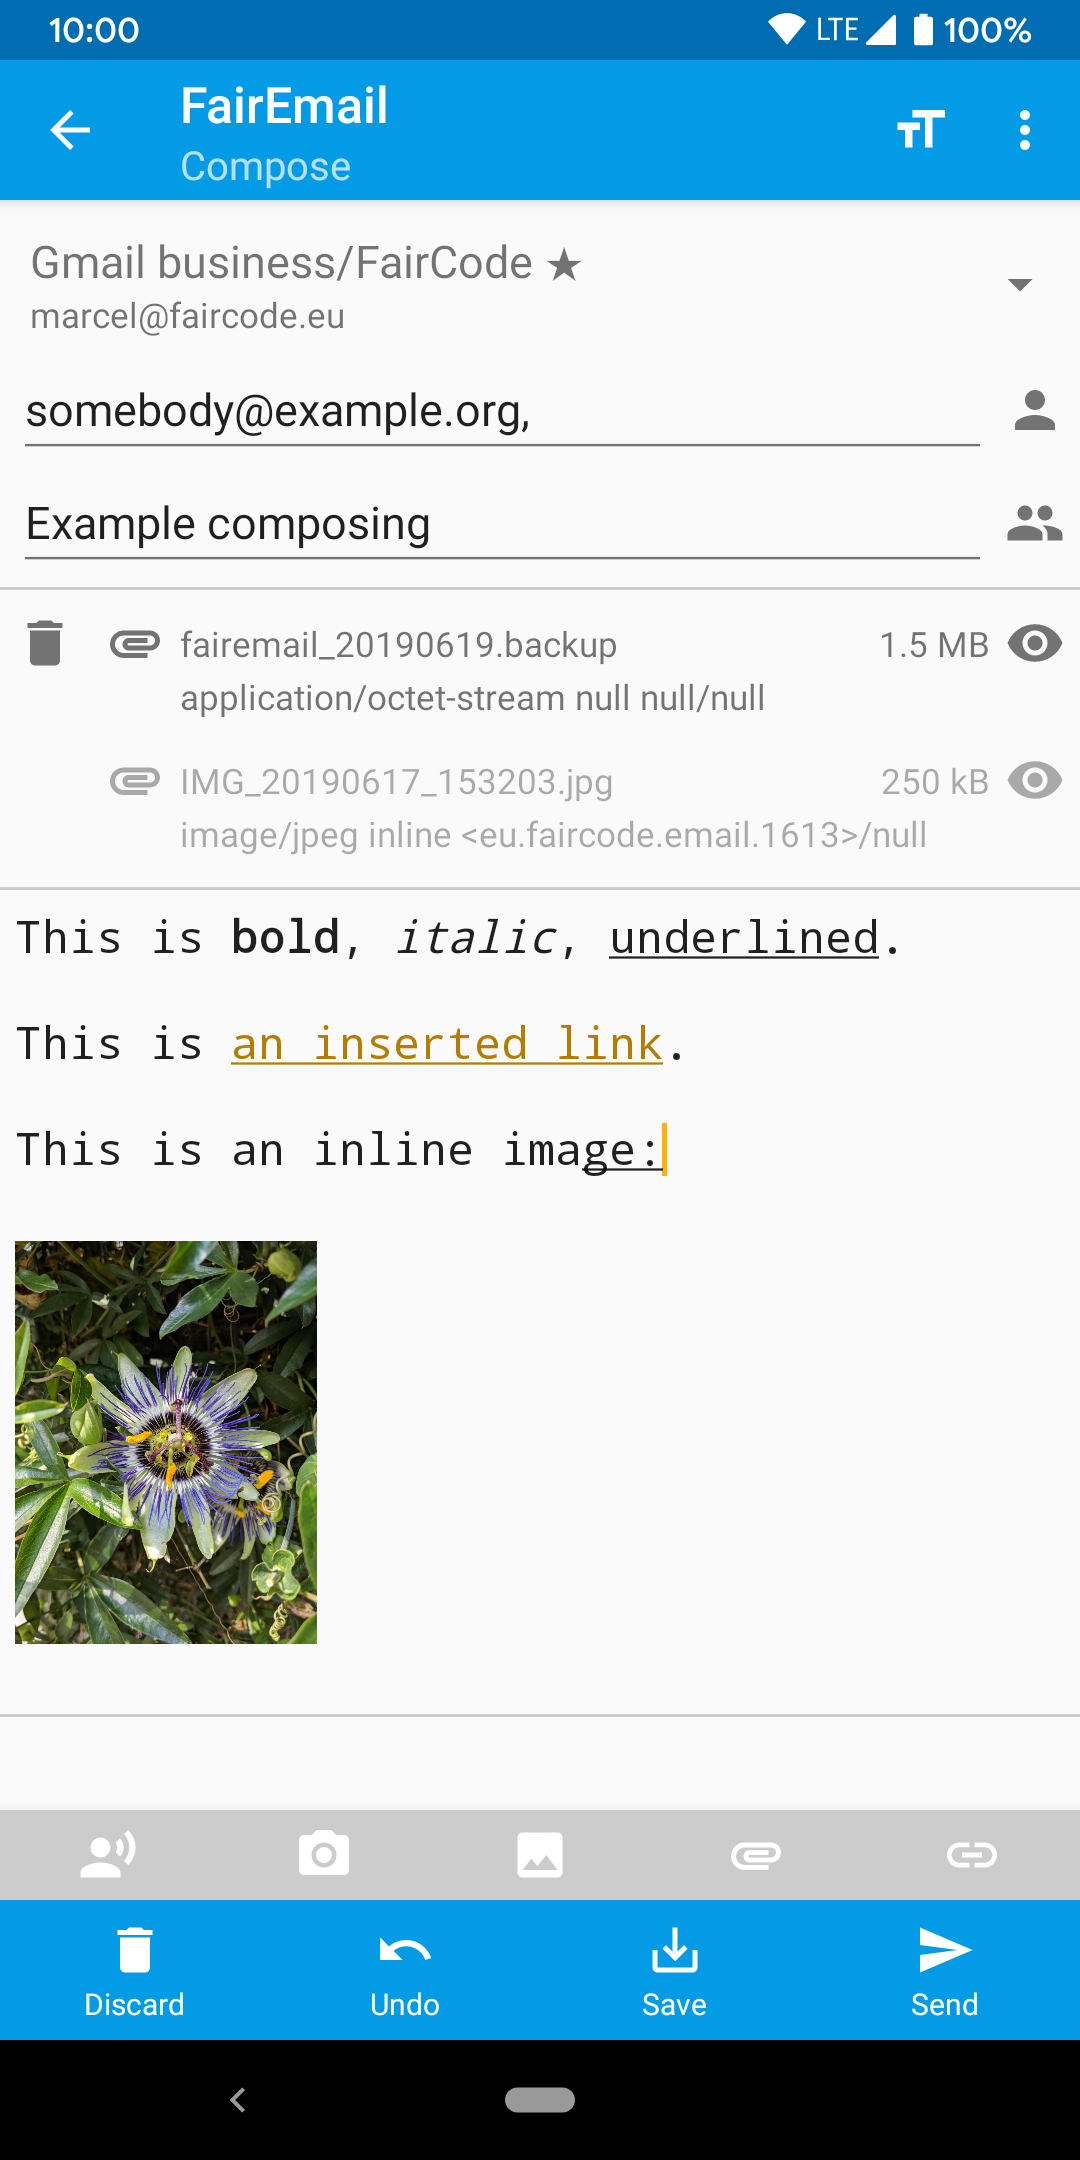 10:00 LTE 100%
FairEmail
Compose
Gmail business/FairCode ★
marcel@faircode.eu
somebody@example.org,
Example composing
fairemail_20190619.backup 1.5 MB
application/octet-stream null null/null
IMG_20190617_153203.jpg 250 kB
image/jpeg inline <eu.faircode.email.1613>/null
This is bold, italic, underlined.
This is an inserted link.
This is an inline image:
Discard Undo Save Send